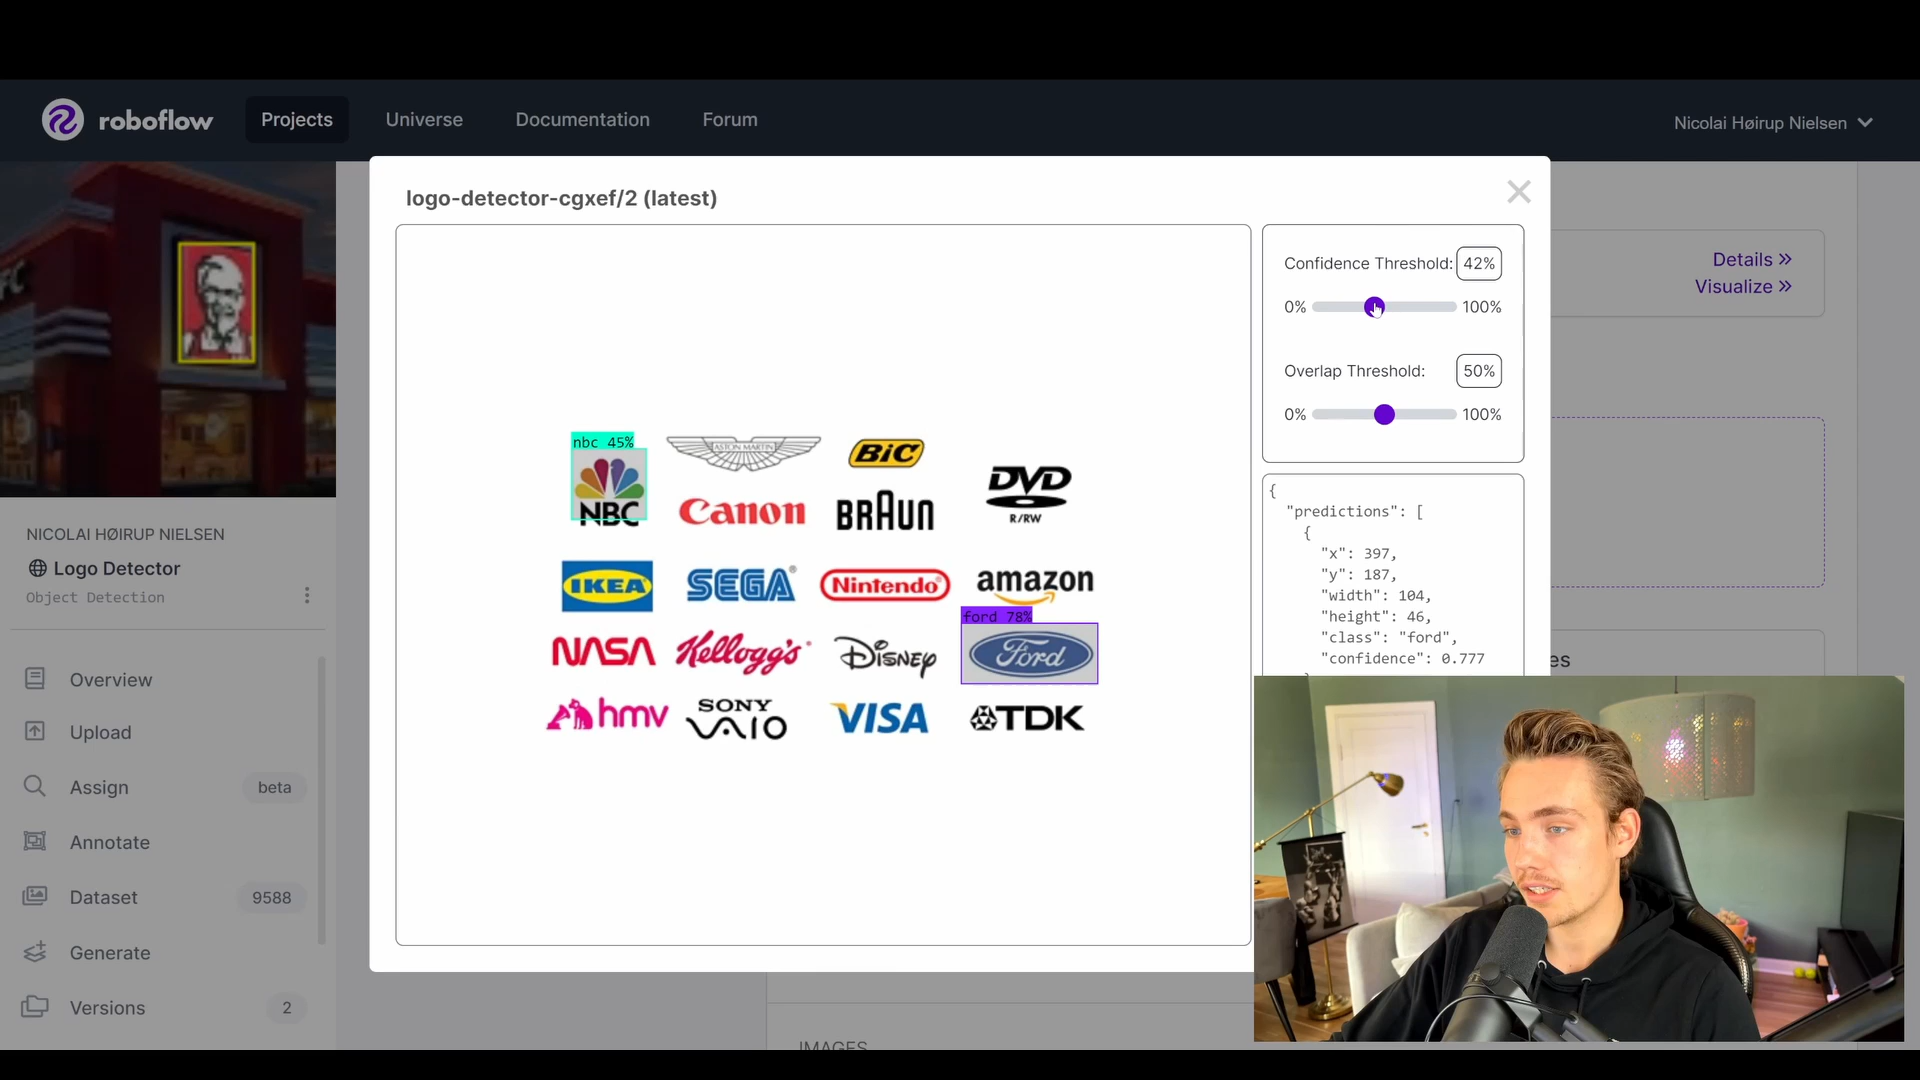 roboflow
Projects
Universe
Documentation
Forum
Nicolai Høirup Nielsen
logo-detector-cgxef/2 (latest)
Confidence Threshold: 42%
0% 100%
Overlap Threshold: 50%
0% 100%
Details »
Visualize »
nbc 45%
NBC
ASTON MARTIN
BiC
Canon
BRAUN
DVD
R/RW
IKEA
SEGA
Nintendo
amazon
ford 78%
NASA
Kellogg's
Disney
Ford
hmv
SONY
VAIO
VISA
TDK
{
"predictions": [
{
"x": 397,
"y": 187,
"width": 104,
"height": 46,
"class": "ford",
"confidence": 0.777
es
FC
NICOLAI HØIRUP NIELSEN
Logo Detector
Object Detection
Overview
Upload
Assign beta
Annotate
Dataset 9588
Generate
Versions 2
IMAGES